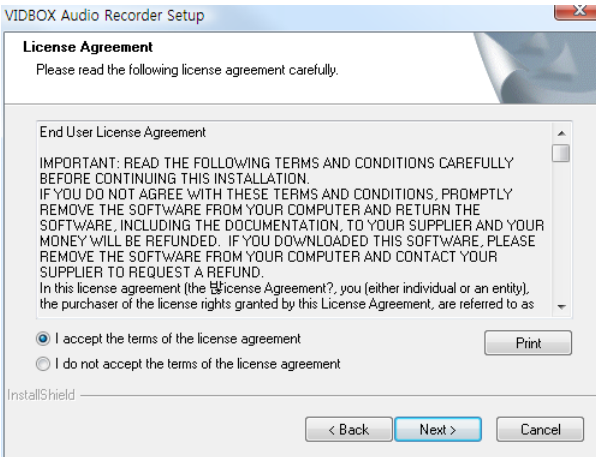 VIDBOX Audio Recorder Setup
License Agreement
Please read the following license agreement carefully.
End User License Agreement
IMPORTANT: READ THE FOLLOWING TERMS AND CONDITIONS CAREFULLY
BEFORE CONTINUING THIS INSTALLATION.
IF YOU DO NOT AGREE WITH THESE TERMS AND CONDITIONS, PROMPTLY
REMOVE THE SOFTWARE FROM YOUR COMPUTER AND RETURN THE
SOFTWARE, INCLUDING THE DOCUMENTATION, TO YOUR SUPPLIER AND YOUR
MONEY WILL BE REFUNDED.  IF YOU DOWNLOADED THIS SOFTWARE, PLEASE
REMOVE THE SOFTWARE FROM YOUR COMPUTER AND CONTACT YOUR
SUPPLIER TO REQUEST A REFUND.
In this license agreement (the 밚icense Agreement?, you (either individual or an entity),
the purchaser of the license rights granted by this License Agreement, are referred to as
I accept the terms of the license agreement
Print
I do not accept the terms of the license agreement
InstallShield
< Back
Next >
Cancel